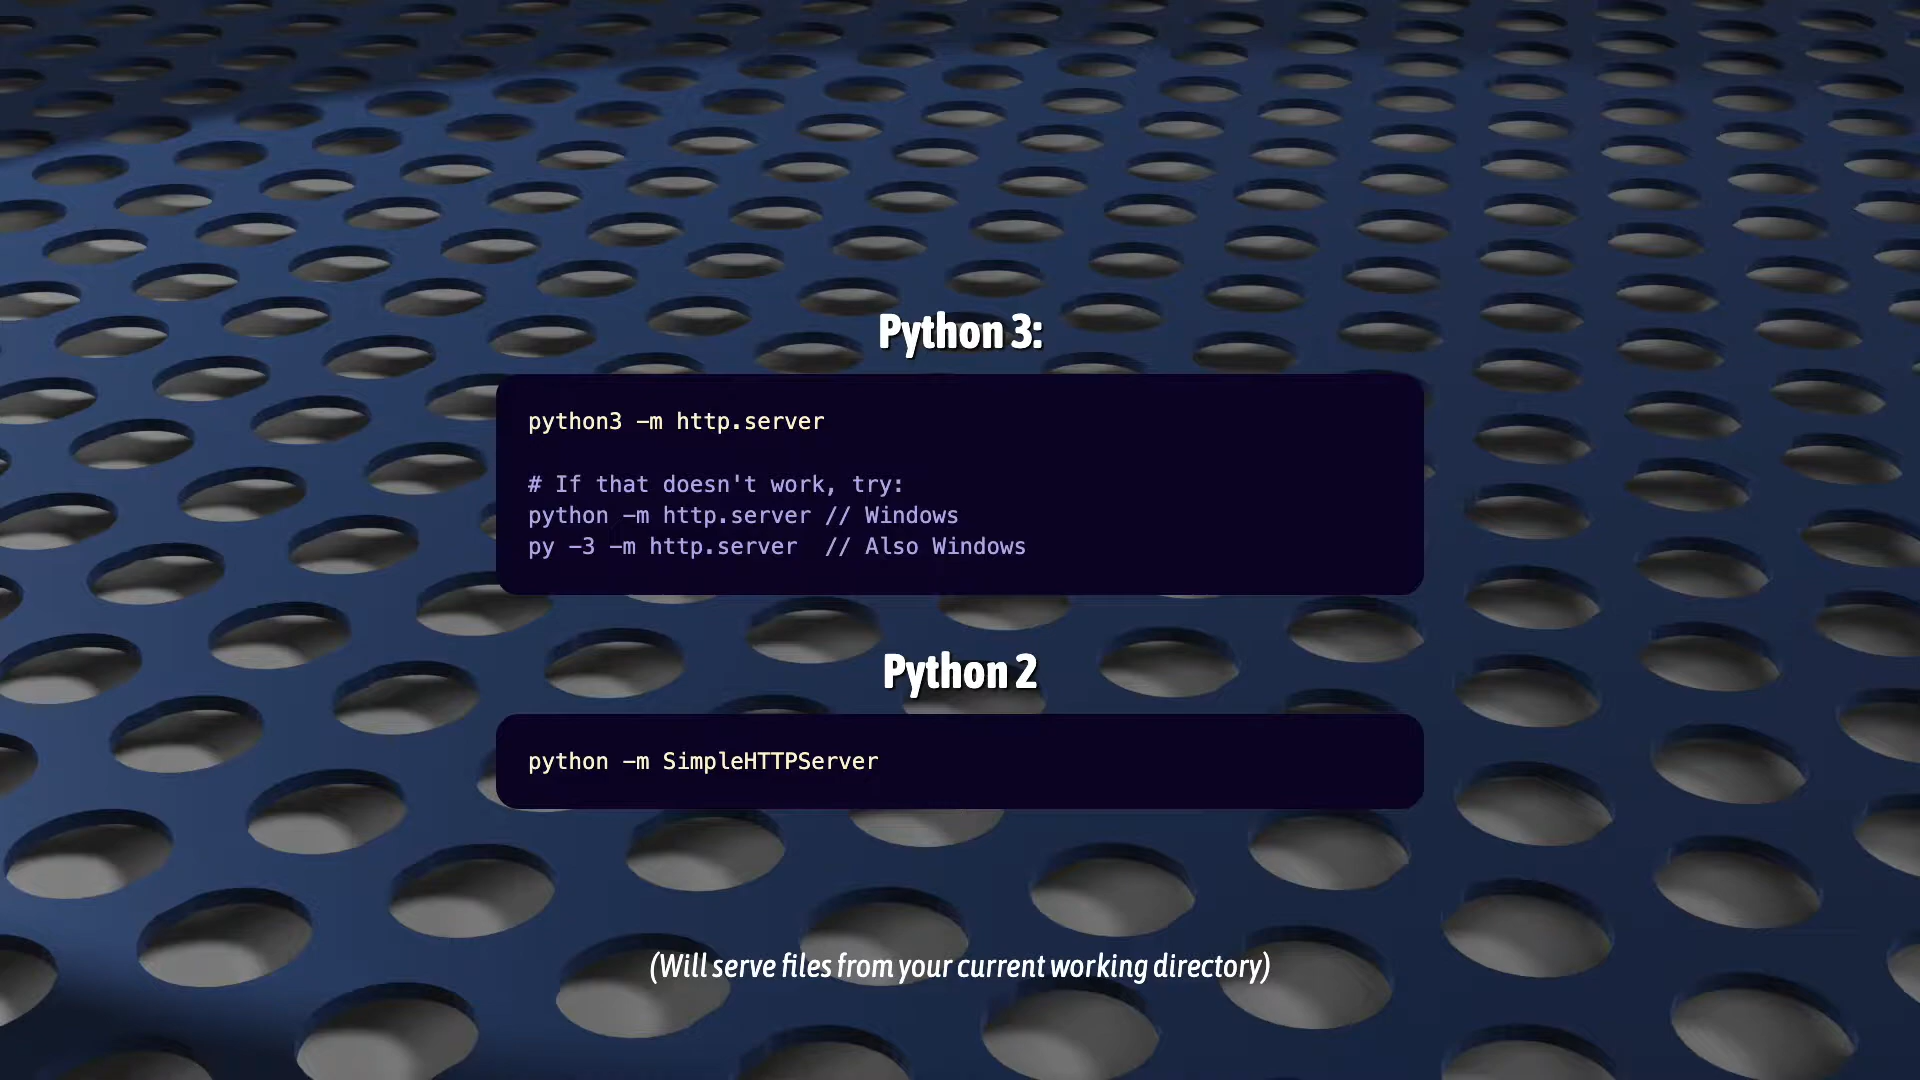 Python 3:
python3 -m http.server
# If that doesn't work, try:
python -m http.server // Windows
py -3 -m http.server  // Also Windows
Python 2
python -m SimpleHTTPServer
(Will serve files from your current working directory)